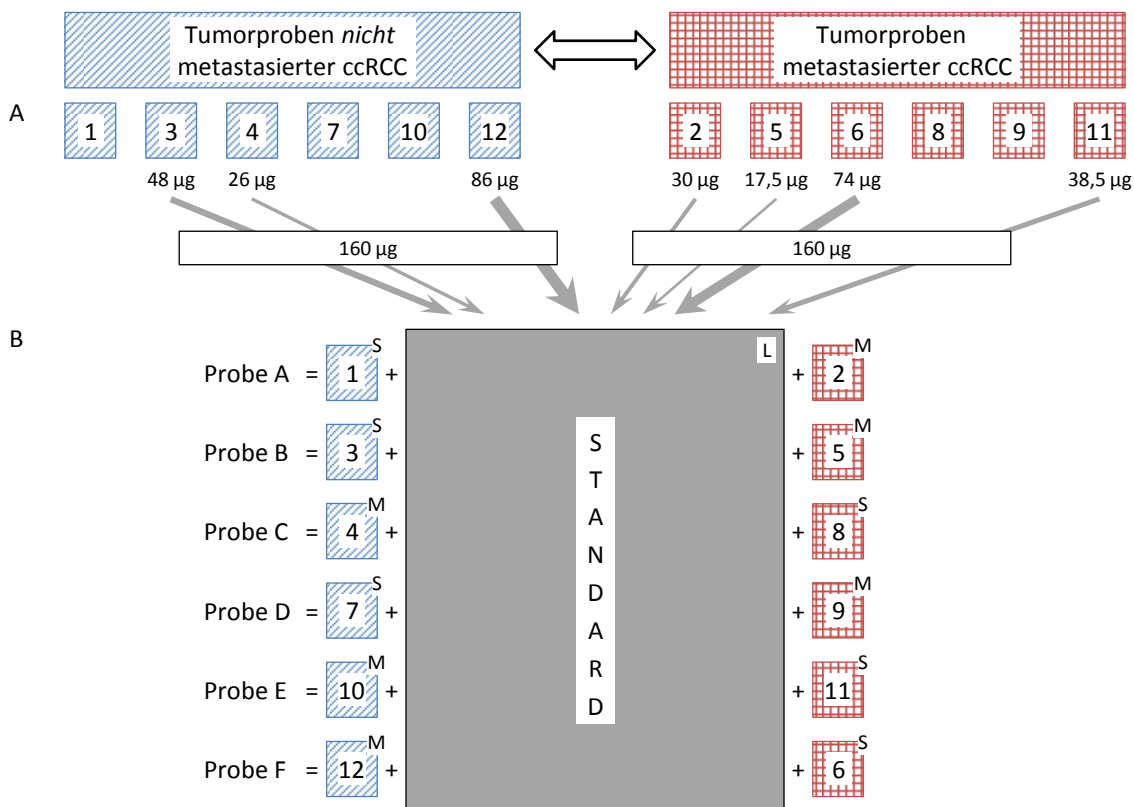 Tumorproben nicht
metastasierter ccRCC
Tumorproben
metastasierter ccRCC
A
1 3 4 7 10 12 2 5 6 8 9 11
48 µg 26 µg 86 µg 30 µg 17,5 µg 74 µg 38,5 µg
160 µg 160 µg
B
L
Probe A = 1 S + + 2 M
Probe B = 3 S + + 5 M
Probe C = 4 M + + 8 S
Probe D = 7 S + + 9 M
Probe E = 10 M + + 11 S
Probe F = 12 M + + 6 S
S
T
A
N
D
A
R
D